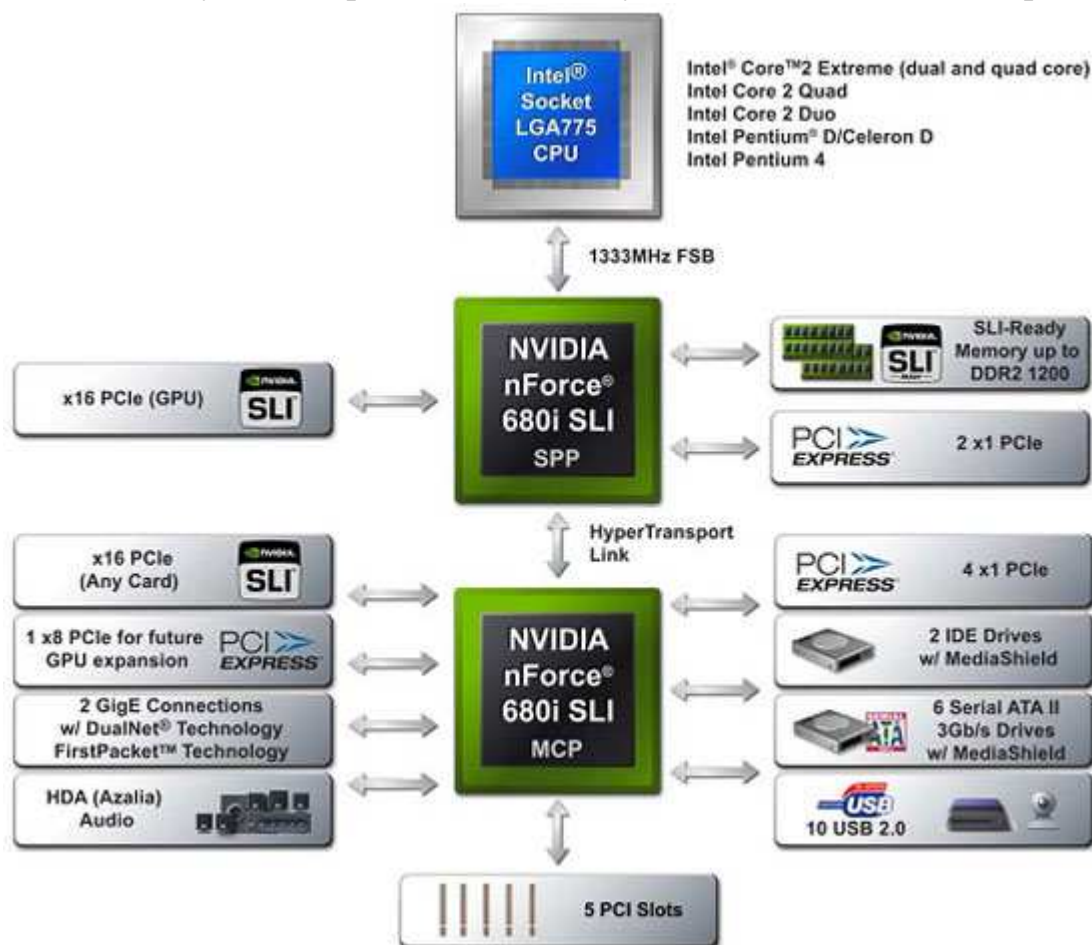 Intel®
Socket
LGA775
CPU
Intel® Core™2 Extreme (dual and quad core)
Intel Core 2 Quad
Intel Core 2 Duo
Intel Pentium® D/Celeron D
Intel Pentium 4
1333MHz FSB
NVIDIA
nForce®
680i SLI
SPP
x16 PCIe (GPU)
NVIDIA
SLI
NVIDIA
SLI
SLI-Ready
Memory up to
DDR2 1200
PCI
EXPRESS
2 x1 PCIe
HyperTransport
Link
NVIDIA
nForce®
680i SLI
MCP
x16 PCIe
(Any Card)
NVIDIA
SLI
1 x8 PCIe for future
GPU expansion
PCI
EXPRESS
2 GigE Connections
w/ DualNet® Technology
FirstPacket™ Technology
HDA (Azalia)
Audio
PCI
EXPRESS
4 x1 PCIe
2 IDE Drives
w/ MediaShield
6 Serial ATA II
3Gb/s Drives
w/ MediaShield
SERIAL
ATA
USB
10 USB 2.0
5 PCI Slots